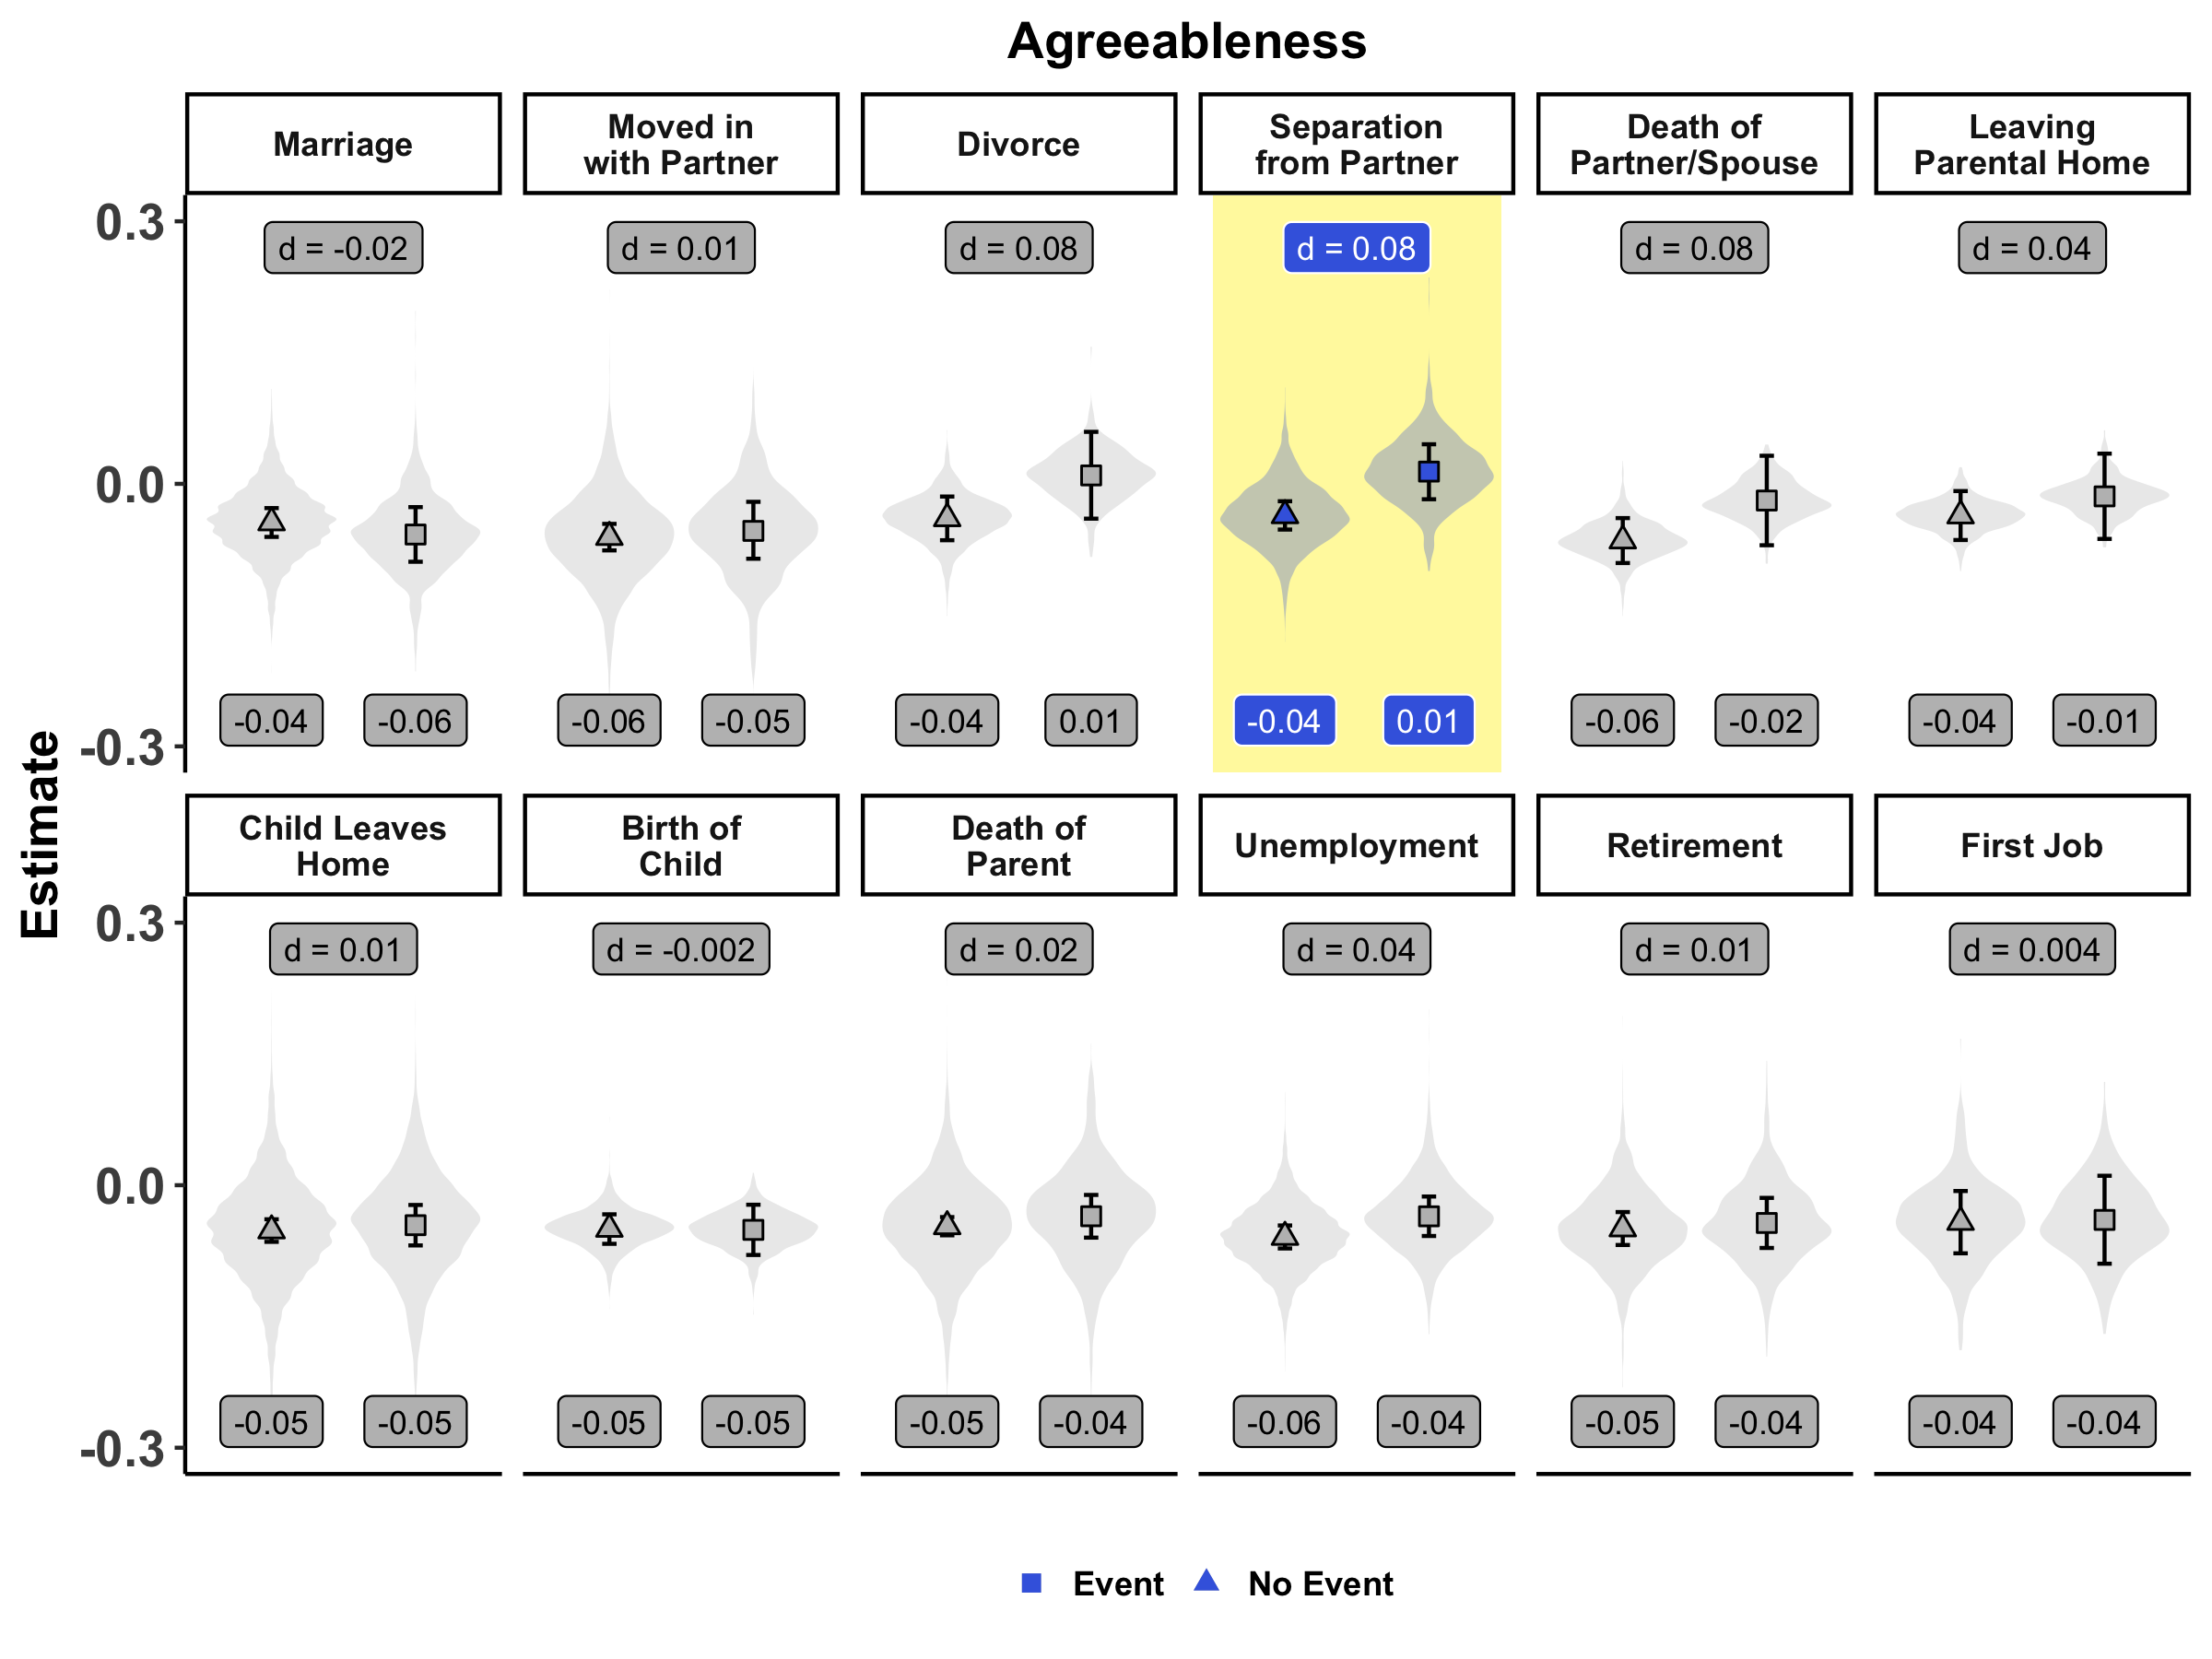 Agreeableness
Marriage
Moved in
with Partner
Divorce
Separation
from Partner
Death of
Partner/Spouse
Leaving
Parental Home
0.3
0.0
-0.3
d = -0.02
d = 0.01
d = 0.08
d = 0.08
d = 0.08
d = 0.04
-0.04
-0.06
-0.06
-0.05
-0.04
0.01
-0.04
0.01
-0.06
-0.02
-0.04
-0.01
Estimate
Child Leaves
Home
Birth of
Child
Death of
Parent
Unemployment
Retirement
First Job
0.3
0.0
-0.3
d = 0.01
d = -0.002
d = 0.02
d = 0.04
d = 0.01
d = 0.004
-0.05
-0.05
-0.05
-0.05
-0.05
-0.04
-0.06
-0.04
-0.05
-0.04
-0.04
-0.04
Event
No Event